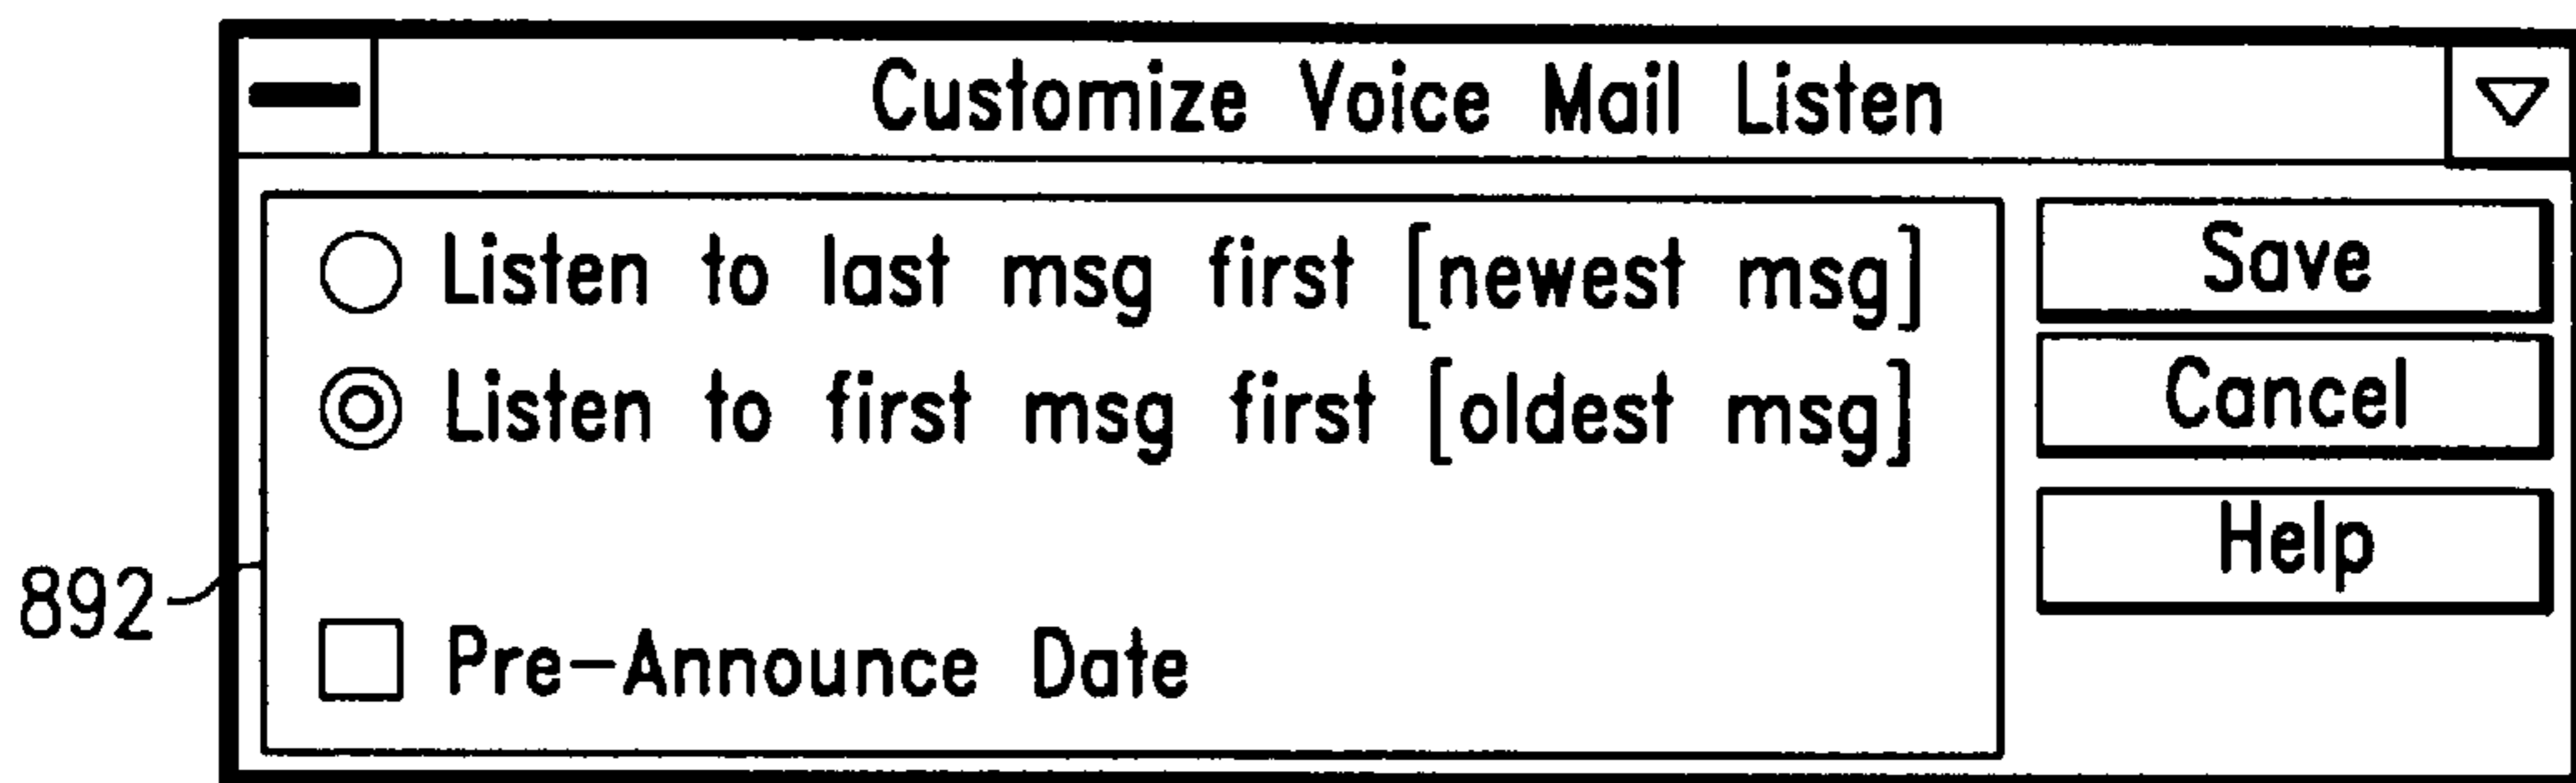 Customize Voice Mail Listen
Listen to last msg first [newest msg]
Listen to first msg first [oldest msg]
Pre-Announce Date
Save
Cancel
Help
892